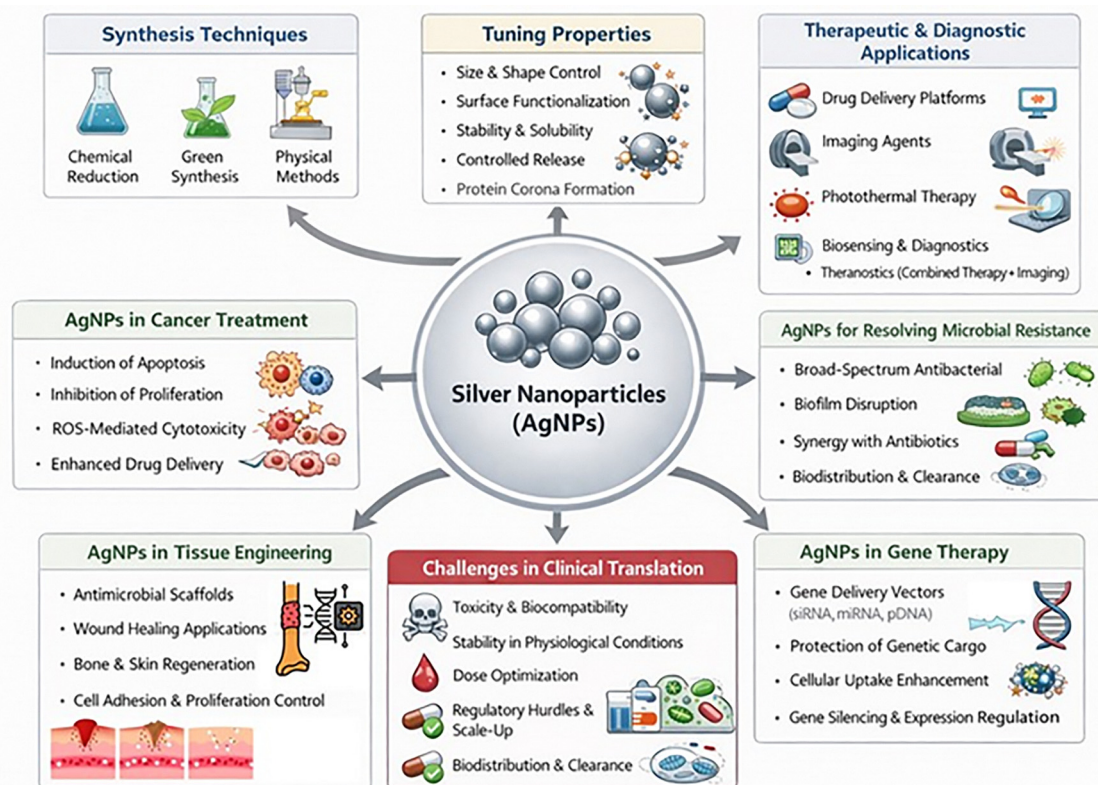 Synthesis Techniques
Chemical
Reduction
Green
Synthesis
Physical
Methods
Tuning Properties
• Size & Shape Control
• Surface Functionalization
• Stability & Solubility
• Controlled Release
• Protein Corona Formation
Therapeutic & Diagnostic
Applications
Drug Delivery Platforms
Imaging Agents
Photothermal Therapy
Biosensing & Diagnostics
• Theranostics (Combined Therapy + Imaging)
AgNPs in Cancer Treatment
• Induction of Apoptosis
• Inhibition of Proliferation
• ROS-Mediated Cytotoxicity
• Enhanced Drug Delivery
Silver Nanoparticles
(AgNPs)
AgNPs for Resolving Microbial Resistance
• Broad-Spectrum Antibacterial
• Biofilm Disruption
• Synergy with Antibiotics
• Biodistribution & Clearance
AgNPs in Tissue Engineering
• Antimicrobial Scaffolds
• Wound Healing Applications
• Bone & Skin Regeneration
• Cell Adhesion & Proliferation Control
Challenges in Clinical Translation
Toxicity & Biocompatibility
Stability in Physiological Conditions
Dose Optimization
Regulatory Hurdles &
Scale-Up
Biodistribution & Clearance
AgNPs in Gene Therapy
• Gene Delivery Vectors
(siRNA, miRNA, pDNA)
• Protection of Genetic Cargo
• Cellular Uptake Enhancement
• Gene Silencing & Expression Regulation